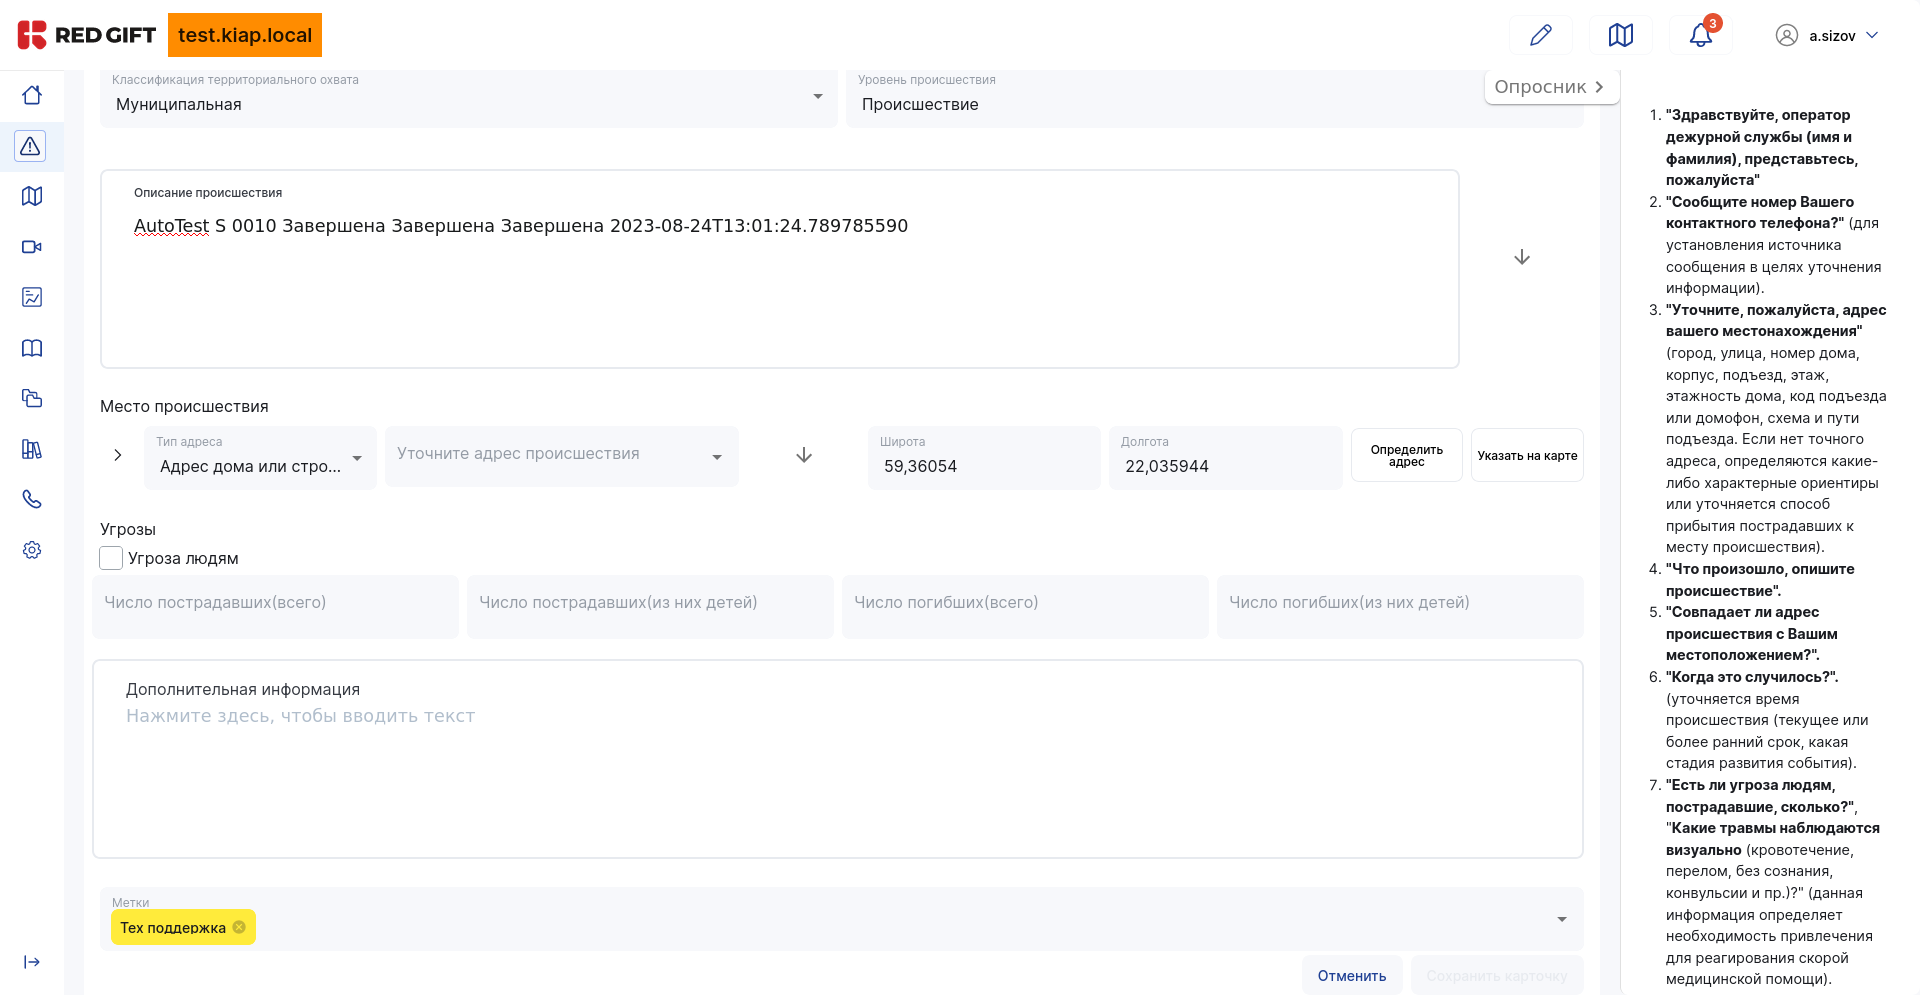 RED GIFT
test.kiap.local
3
a.sizov
Классификация территориального охвата
Муниципальная
Уровень происшествия
Происшествие
Опросник
Описание происшествия
AutoTest S 0010 Завершена Завершена Завершена 2023-08-24T13:01:24.789785590
Место происшествия
Тип адреса
Адрес дома или стро...
Уточните адрес происшествия
Широта
59,36054
Долгота
22,035944
Определить
адрес
Указать на карте
Угрозы
Угроза людям
Число пострадавших(всего)
Число пострадавших(из них детей)
Число погибших(всего)
Число погибших(из них детей)
Дополнительная информация
Нажмите здесь, чтобы вводить текст
Метки
Тех поддержка
Отменить
Сохранить карточку
1. "Здравствуйте, оператор
дежурной службы (имя и
фамилия), представьтесь,
пожалуйста"
2. "Сообщите номер Вашего
контактного телефона?" (для
установления источника
сообщения в целях уточнения
информации).
3. "Уточните, пожалуйста, адрес
вашего местонахождения"
(город, улица, номер дома,
корпус, подъезд, этаж,
этажность дома, код подъезда
или домофон, схема и пути
подъезда. Если нет точного
адреса, определяются какие-
либо характерные ориентиры
или уточняется способ
прибытия пострадавших к
месту происшествия).
4. "Что произошло, опишите
происшествие".
5. "Совпадает ли адрес
происшествия с Вашим
местоположением?".
6. "Когда это случилось?".
(уточняется время
происшествия (текущее или
более ранний срок, какая
стадия развития события).
7. "Есть ли угроза людям,
пострадавшие, сколько?",
"Какие травмы наблюдаются
визуально (кровотечение,
перелом, без сознания,
конвульсии и пр.)?" (данная
информация определяет
необходимость привлечения
для реагирования скорой
медицинской помощи).